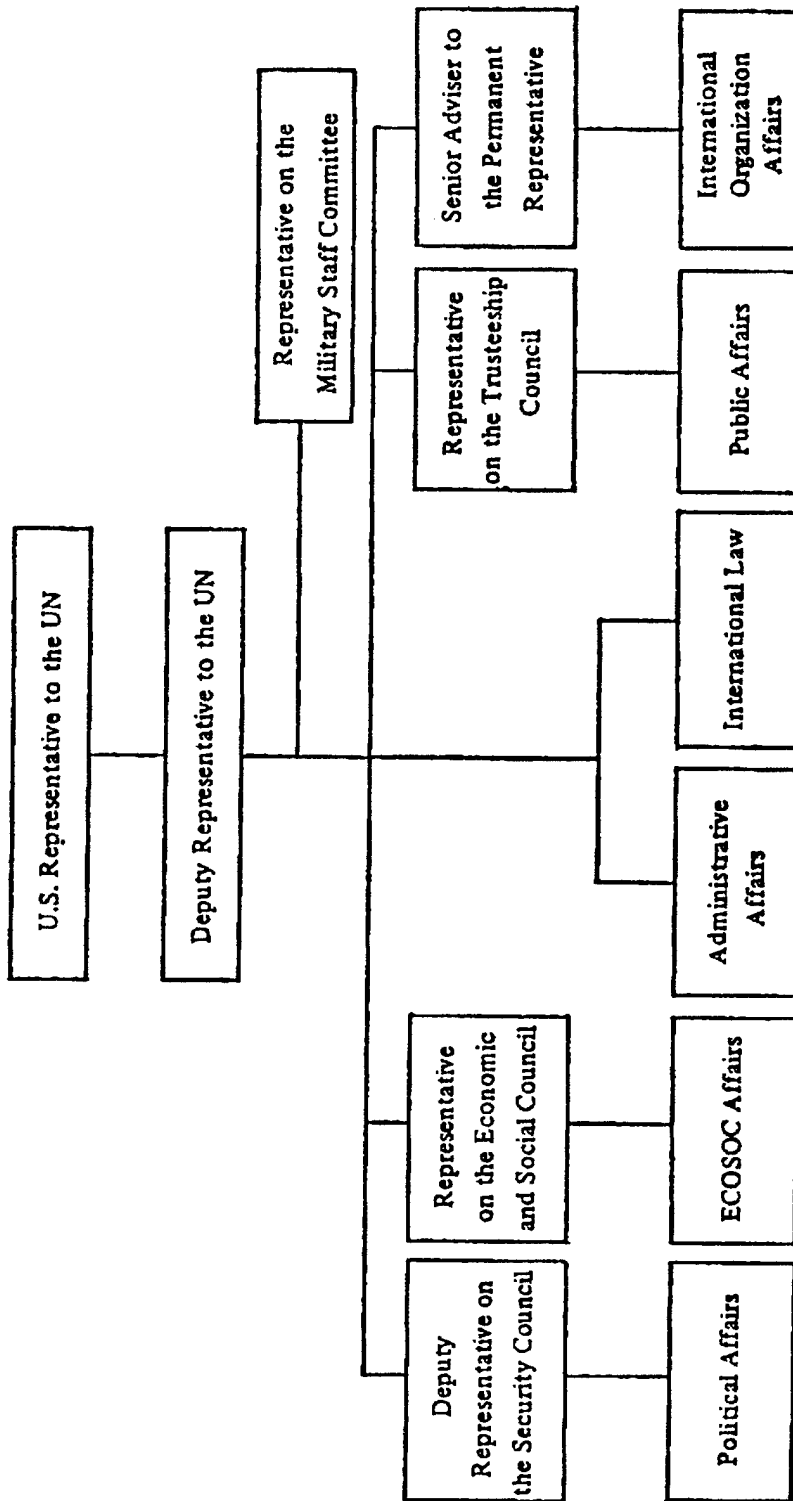 U.S. Representative to the UN
Deputy Representative to the UN
Representative on the
Military Staff Committee
Deputy
Representative on
the Security Council
Representative
on the Economic
and Social Council
Representative
on the Trusteeship
Council
Senior Adviser to
the Permanent
Representative
Political Affairs
ECOSOC Affairs
Administrative
Affairs
International Law
Public Affairs
International
Organization
Affairs